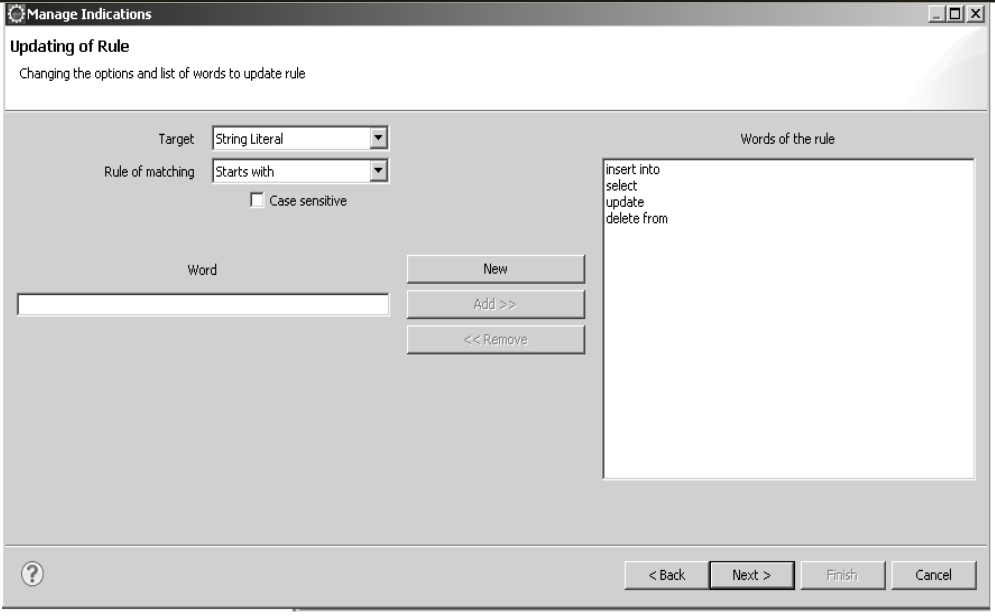 Manage Indications
Updating of Rule
Changing the options and list of words to update rule
Target String Literal
Rule of matching Starts with
Case sensitive
Words of the rule
insert into
select
update
delete from
Word
New
Add >>
<< Remove
?
< Back Next > Finish Cancel